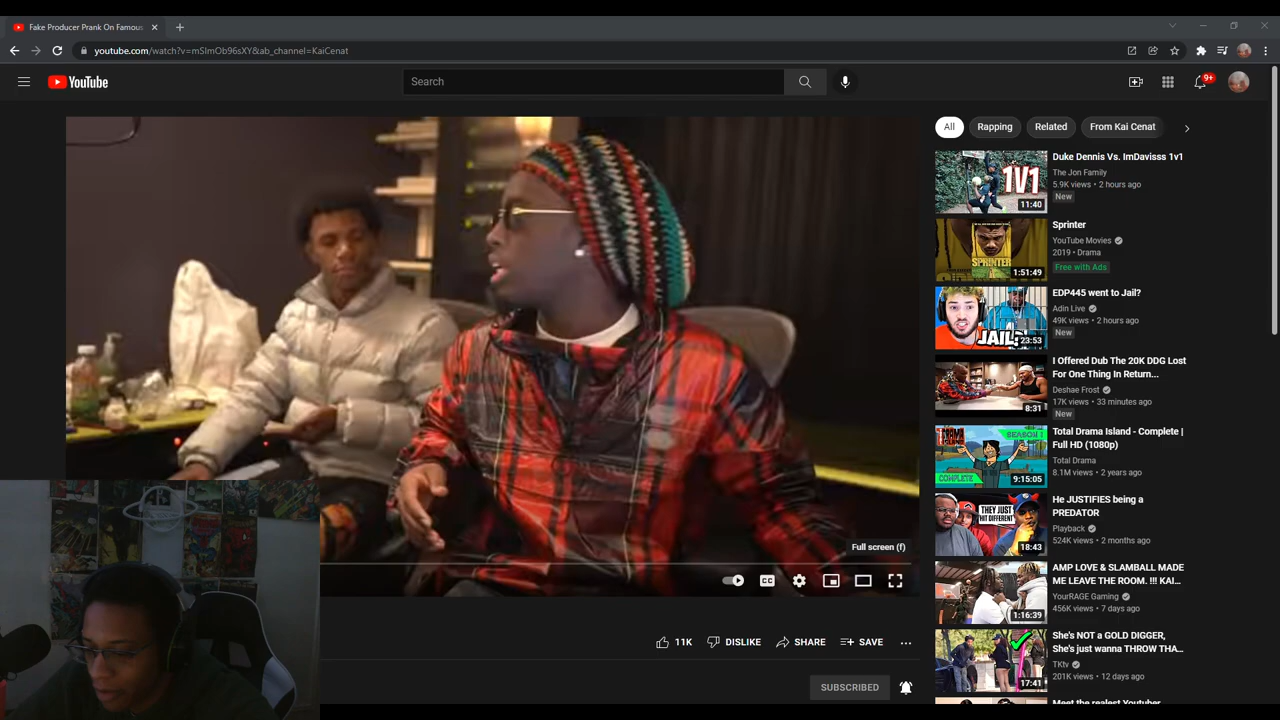 Fake Producer Prank On Famous
youtube.com/watch?v=mSImOb96sXY&ab_channel=KaiCenat
YouTube
Search
9+
All
Rapping
Related
From Kai Cenat
1V1
11:40
Duke Dennis Vs. ImDavisss 1v1
The Jon Family
5.9K views • 2 hours ago
New
SPRINTER
1:51:49
Sprinter
YouTube Movies
2019 • Drama
Free with Ads
JAIL
23:53
EDP445 went to Jail?
Adin Live
49K views • 2 hours ago
New
8:31
I Offered Dub The 20K DDG Lost
For One Thing In Return...
Deshae Frost
17K views • 33 minutes ago
New
SEASON 1
COMPLETE
9:15:05
Total Drama Island - Complete |
Full HD (1080p)
Total Drama
8.1M views • 2 years ago
THEY JUST
HIT DIFFERENT
18:43
He JUSTIFIES being a
PREDATOR
Playback
524K views • 2 months ago
1:16:39
AMP LOVE & SLAMBALL MADE
ME LEAVE THE ROOM. !!! KAI...
YourRAGE Gaming
456K views • 7 days ago
17:41
She's NOT a GOLD DIGGER,
She's just wanna THROW THA...
TKtv
201K views • 12 days ago
Meet the realest Youtuber
Full screen (f)
CC
11K
DISLIKE
SHARE
SAVE
SUBSCRIBED